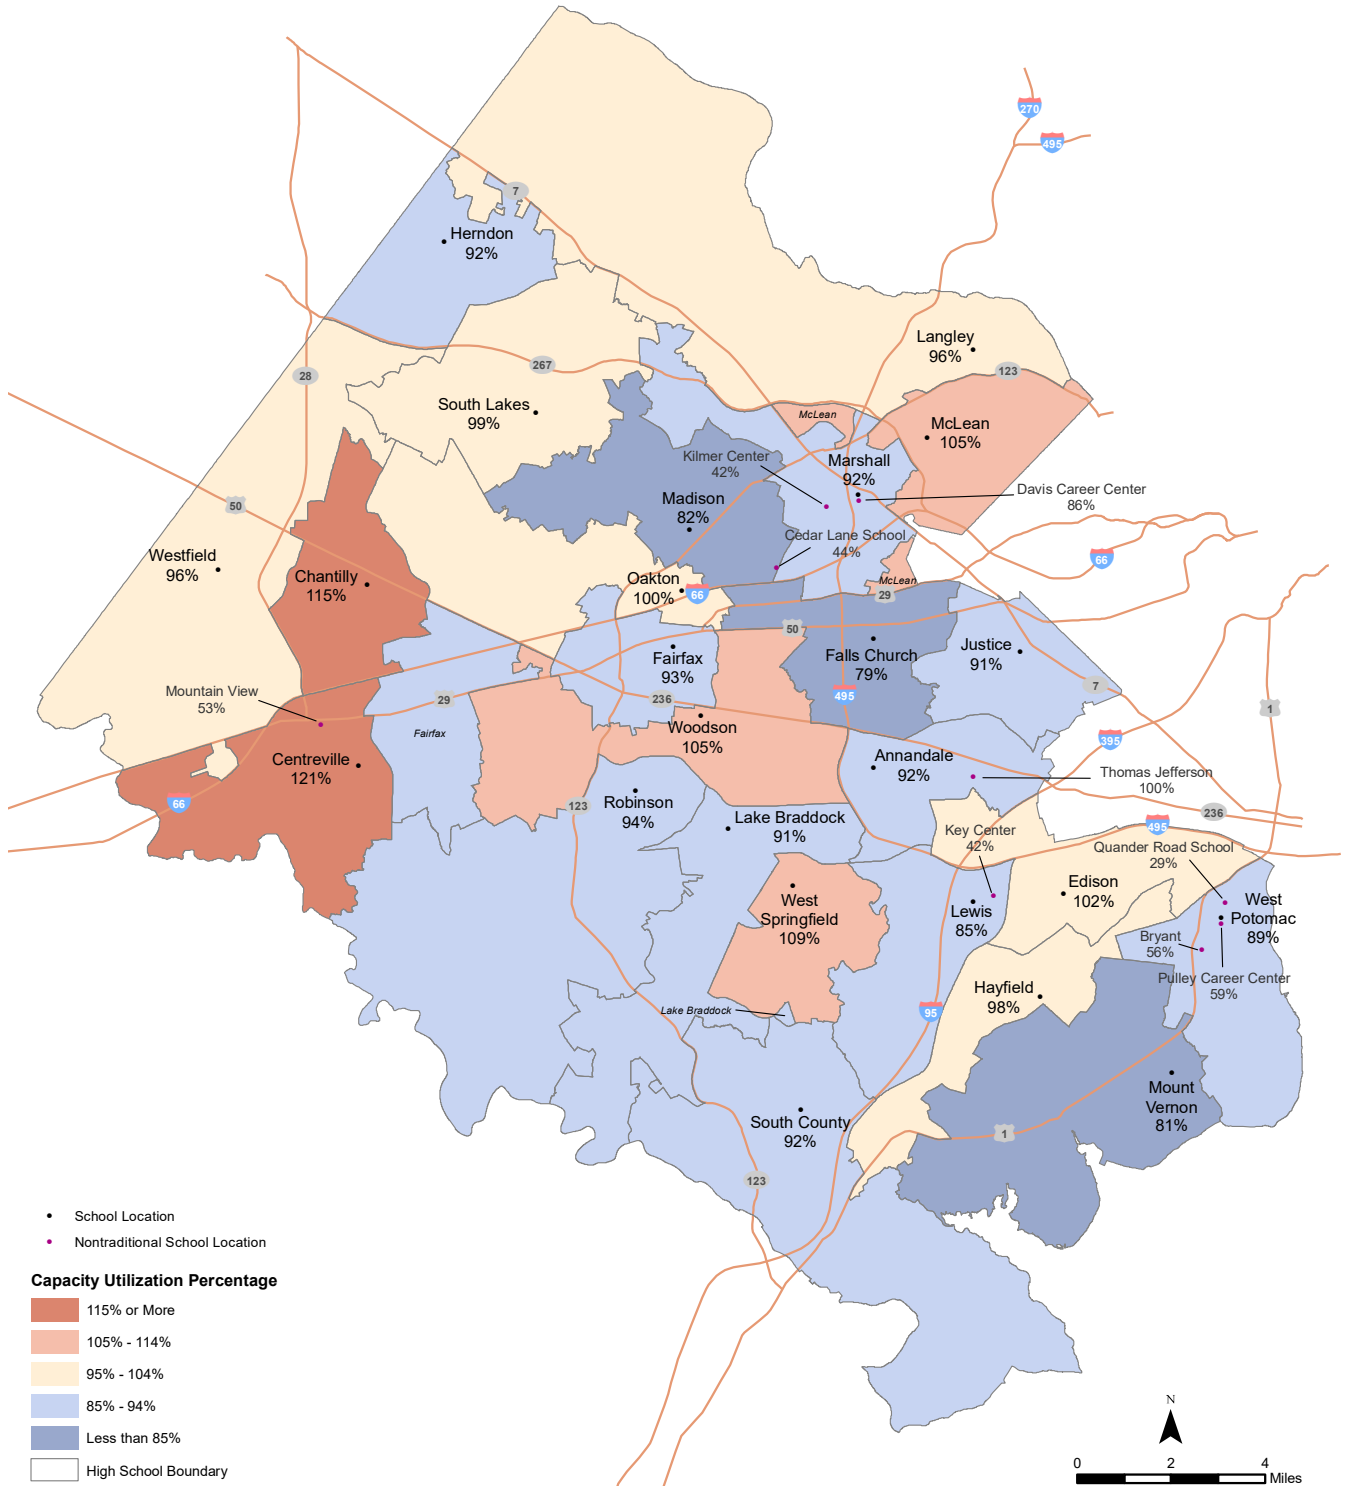 270
495
7
Herndon
92%
Langley
96%
123
267
28
South Lakes
99%
McLean
McLean
105%
Kilmer Center
42%
Marshall
92%
Davis Career Center
86%
Madison
82%
50
Cedar Lane School
44%
Westfield
96%
Chantilly
115%
Oakton
100%
66
66
McLean
29
50
Fairfax
93%
Falls Church
79%
Justice
91%
Mountain View
53%
29
236
495
7
1
Fairfax
Woodson
105%
395
Centreville
121%
Annandale
92%
Thomas Jefferson
100%
66
123
Robinson
94%
Lake Braddock
91%
236
495
Key Center
42%
Quander Road School
29%
West
Springfield
109%
Edison
102%
Lewis
85%
West
Potomac
89%
Bryant
56%
Pulley Career Center
59%
Hayfield
98%
Lake Braddock
95
Mount
Vernon
81%
South County
92%
1
123
School Location
Nontraditional School Location
Capacity Utilization Percentage
115% or More
105% - 114%
95% - 104%
85% - 94%
Less than 85%
High School Boundary
N
0 2 4
Miles